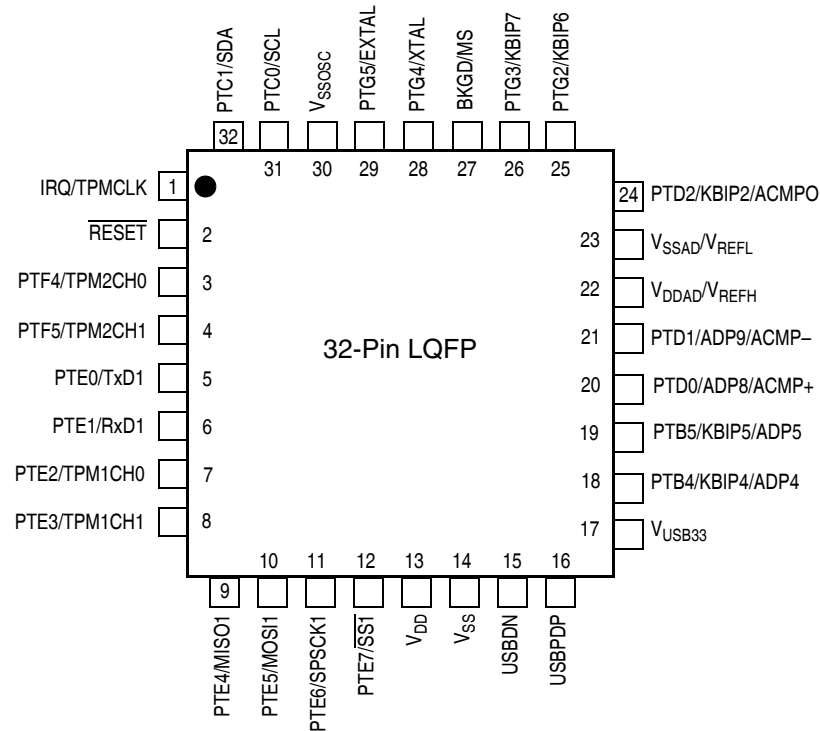 PTC1/SDA
PTC0/SCL
VSSOSC
PTG5/EXTAL
PTG4/XTAL
BKGD/MS
PTG3/KBIP7
PTG2/KBIP6
32
31
30
29
28
27
26
25
IRQ/TPMCLK
1
RESET
2
PTF4/TPM2CH0
3
PTF5/TPM2CH1
4
PTE0/TxD1
5
PTE1/RxD1
6
PTE2/TPM1CH0
7
PTE3/TPM1CH1
8
32-Pin LQFP
24
PTD2/KBIP2/ACMPO
23
VSSAD/VREFL
22
VDDAD/VREFH
21
PTD1/ADP9/ACMP–
20
PTD0/ADP8/ACMP+
19
PTB5/KBIP5/ADP5
18
PTB4/KBIP4/ADP4
17
VUSB33
9
10
11
12
13
14
15
16
PTE4/MISO1
PTE5/MOSI1
PTE6/SPSCK1
PTE7/SS1
VDD
VSS
USBDN
USBPDP